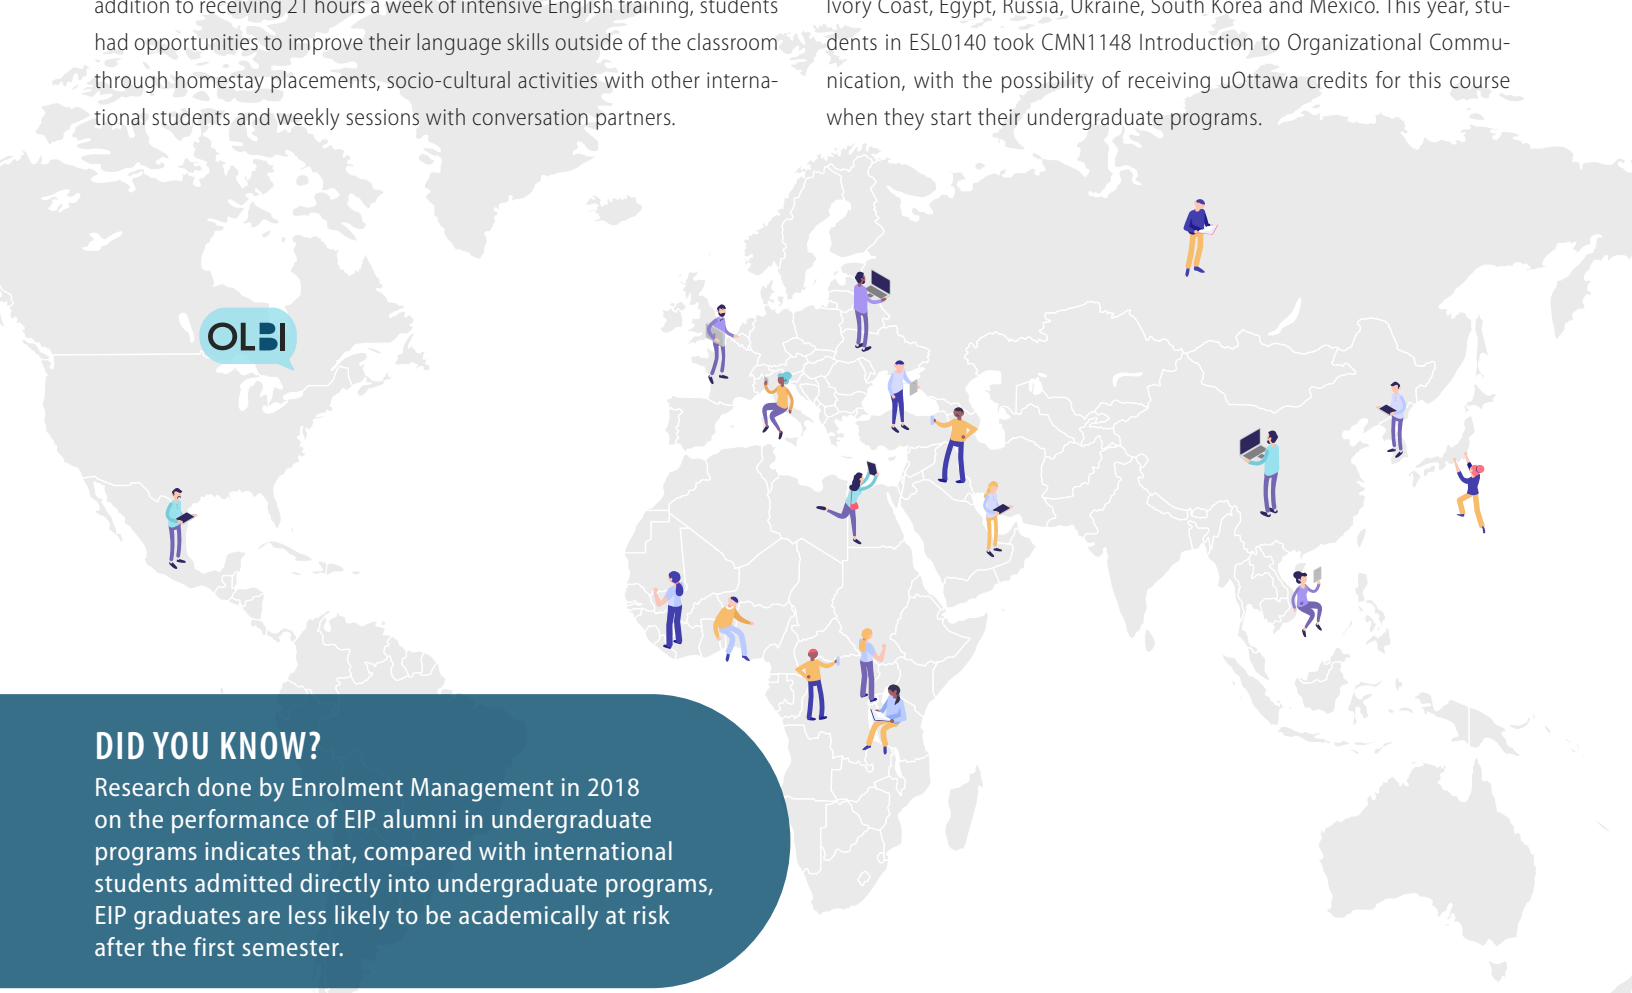 addition to receiving 21 hours a week of intensive English training, students
had opportunities to improve their language skills outside of the classroom
through homestay placements, socio-cultural activities with other interna-
tional students and weekly sessions with conversation partners.
Ivory Coast, Egypt, Russia, Ukraine, South Korea and Mexico. This year, stu-
dents in ESL0140 took CMN1148 Introduction to Organizational Commu-
nication, with the possibility of receiving uOttawa credits for this course
when they start their undergraduate programs.
OLBI
DID YOU KNOW?
Research done by Enrolment Management in 2018
on the performance of EIP alumni in undergraduate
programs indicates that, compared with international
students admitted directly into undergraduate programs,
EIP graduates are less likely to be academically at risk
after the first semester.